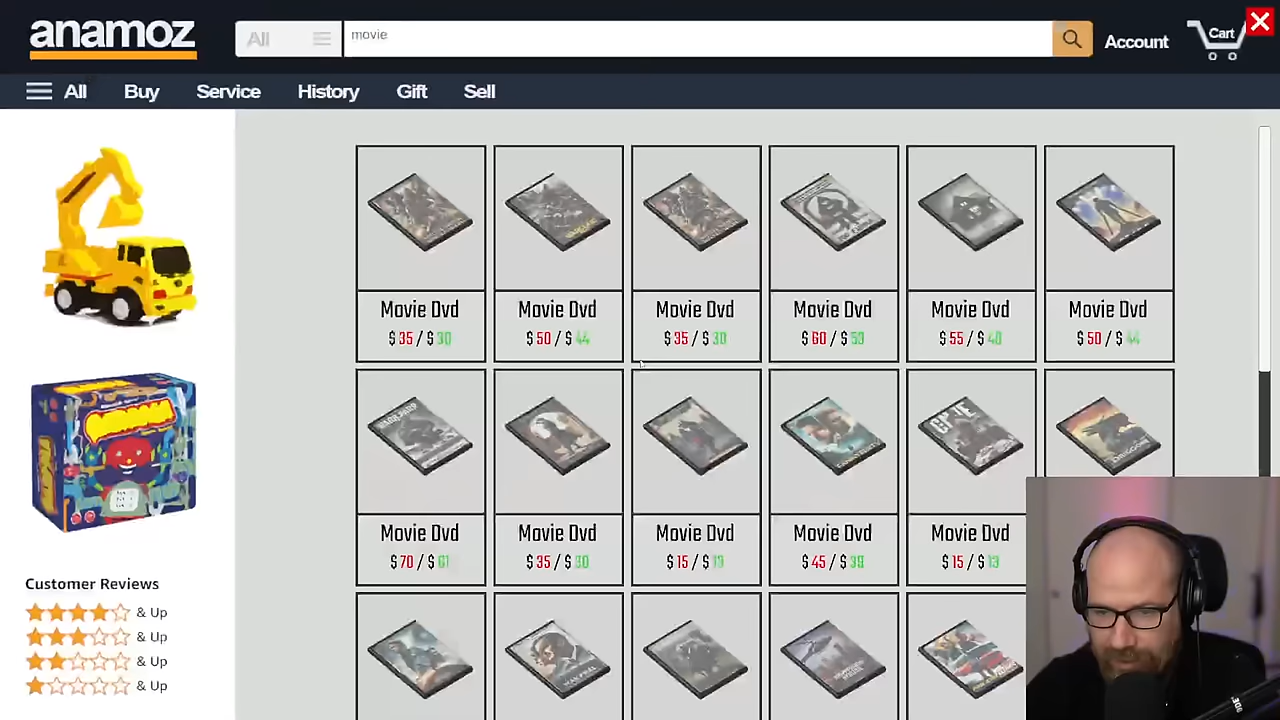 anamoz
All
movie
Cart
Account
All
Buy
Service
History
Gift
Sell
Movie Dvd
$ 35 / $ 30
Movie Dvd
$ 50 / $ 44
Movie Dvd
$ 35 / $ 30
Movie Dvd
$ 60 / $
Movie Dvd
$ 55 / $
Movie Dvd
$ 50 / $ 44
Movie Dvd
$ 70 / $ 61
Movie Dvd
$ 35 / $ 30
Movie Dvd
$ 15 / $ 13
Movie Dvd
$ 45 / $ 39
Movie Dvd
$ 15 / $ 13
Customer Reviews
& Up
& Up
& Up
& Up